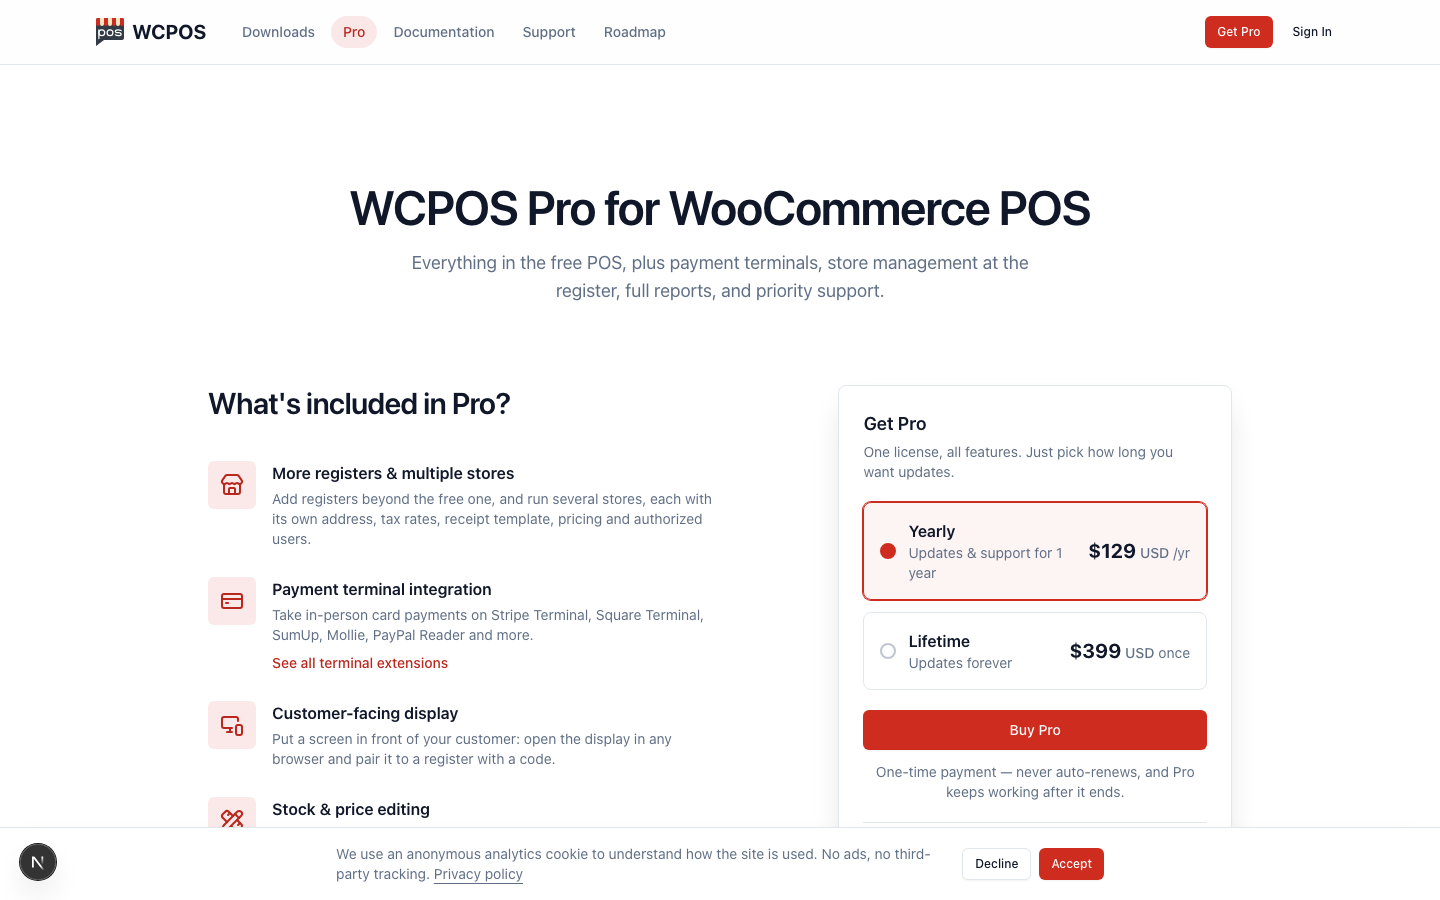 pos WCPOS Downloads Pro Documentation Support Roadmap Get Pro Sign In
WCPOS Pro for WooCommerce POS
Everything in the free POS, plus payment terminals, store management at the
register, full reports, and priority support.
What's included in Pro?
More registers & multiple stores
Add registers beyond the free one, and run several stores, each with
its own address, tax rates, receipt template, pricing and authorized
users.
Payment terminal integration
Take in-person card payments on Stripe Terminal, Square Terminal,
SumUp, Mollie, PayPal Reader and more.
See all terminal extensions
Customer-facing display
Put a screen in front of your customer: open the display in any
browser and pair it to a register with a code.
Stock & price editing
Get Pro
One license, all features. Just pick how long you
want updates.
Yearly
Updates & support for 1
year
$129 USD /yr
Lifetime
Updates forever
$399 USD once
Buy Pro
One-time payment — never auto-renews, and Pro
keeps working after it ends.
N
We use an anonymous analytics cookie to understand how the site is used. No ads, no third-
party tracking. Privacy policy
Decline
Accept